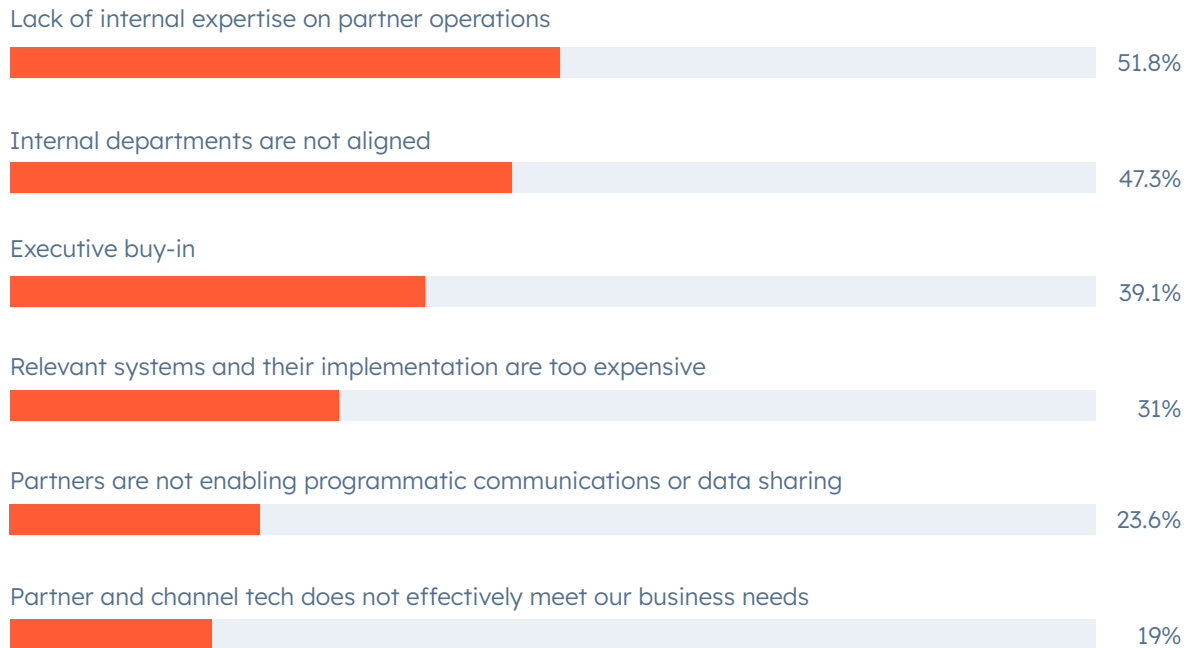 Lack of internal expertise on partner operations
51.8%
Internal departments are not aligned
47.3%
Executive buy-in
39.1%
Relevant systems and their implementation are too expensive
31%
Partners are not enabling programmatic communications or data sharing
23.6%
Partner and channel tech does not effectively meet our business needs
19%